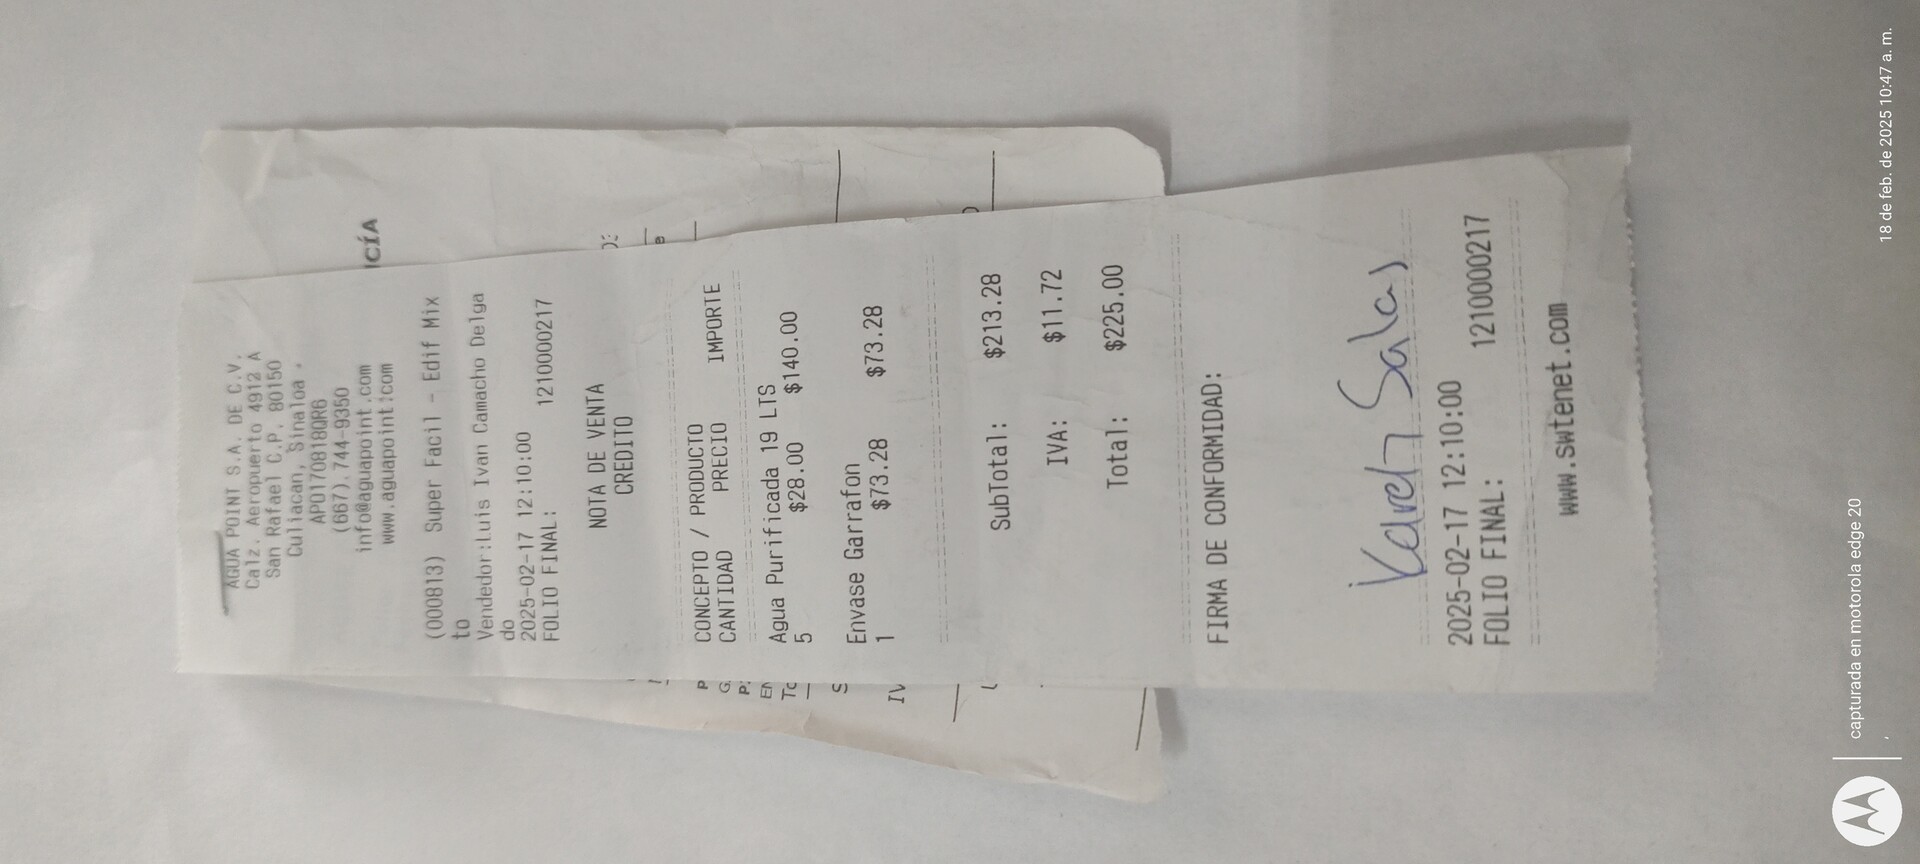 AGUA POINT S.A. DE C.V.
Calz. Aeropuerto 4912 A
San Rafael C.P. 80150
Culiacan, Sinaloa .
APO170818QR6
(667) 744-9350
info@aguapoint.com
www.aguapoint.com
(000813) Super Facil - Edif Mix
to
Vendedor:Luis Ivan Camacho Delga
do
2025-02-17 12:10:00
FOLIO FINAL: 1210000217
NOTA DE VENTA
CREDITO
CONCEPTO / PRODUCTO
CANTIDAD PRECIO IMPORTE
Agua Purificada 19 LTS
5 $28.00 $140.00
Envase Garrafon
1 $73.28 $73.28
SubTotal: $213.28
IVA: $11.72
Total: $225.00
FIRMA DE CONFORMIDAD:
Karen Salas
2025-02-17 12:10:00
FOLIO FINAL: 1210000217
www.swtenet.com
CÍA
capturada en motorola edge 20
18 de feb. de 2025 10:47 a. m.